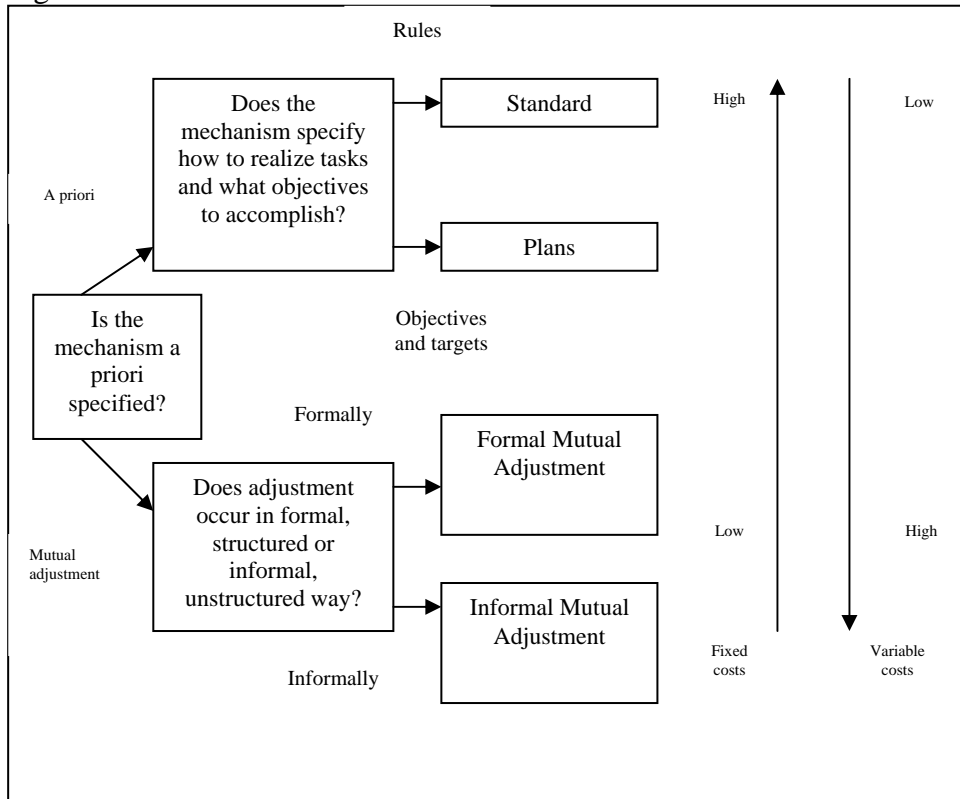 Rules
Does the
mechanism specify
how to realize tasks
and what objectives
to accomplish?
Standard
High
Low
A priori
Plans
Is the
mechanism a
priori
specified?
Objectives
and targets
Formally
Formal Mutual
Adjustment
Does adjustment
occur in formal,
structured or
informal,
unstructured way?
Low
High
Mutual
adjustment
Informal Mutual
Adjustment
Informally
Fixed
costs
Variable
costs